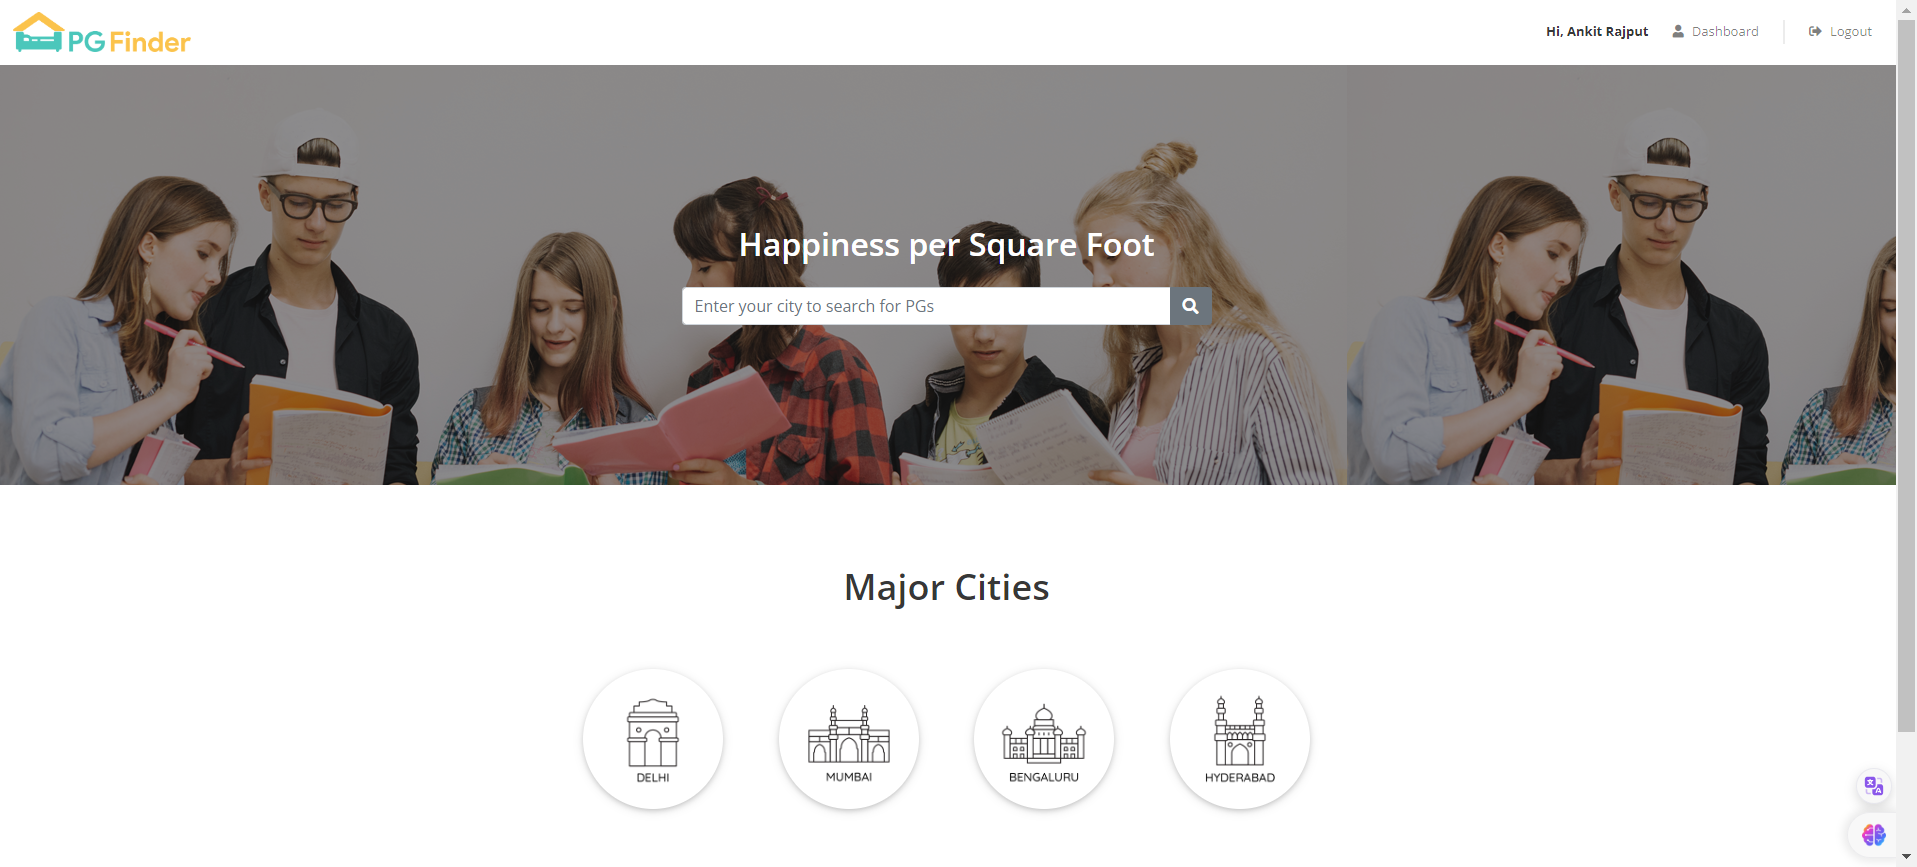 PG Finder
Hi, Ankit Rajput
Dashboard
Logout
Happiness per Square Foot
Enter your city to search for PGs
Major Cities
DELHI
MUMBAI
BENGALURU
HYDERABAD